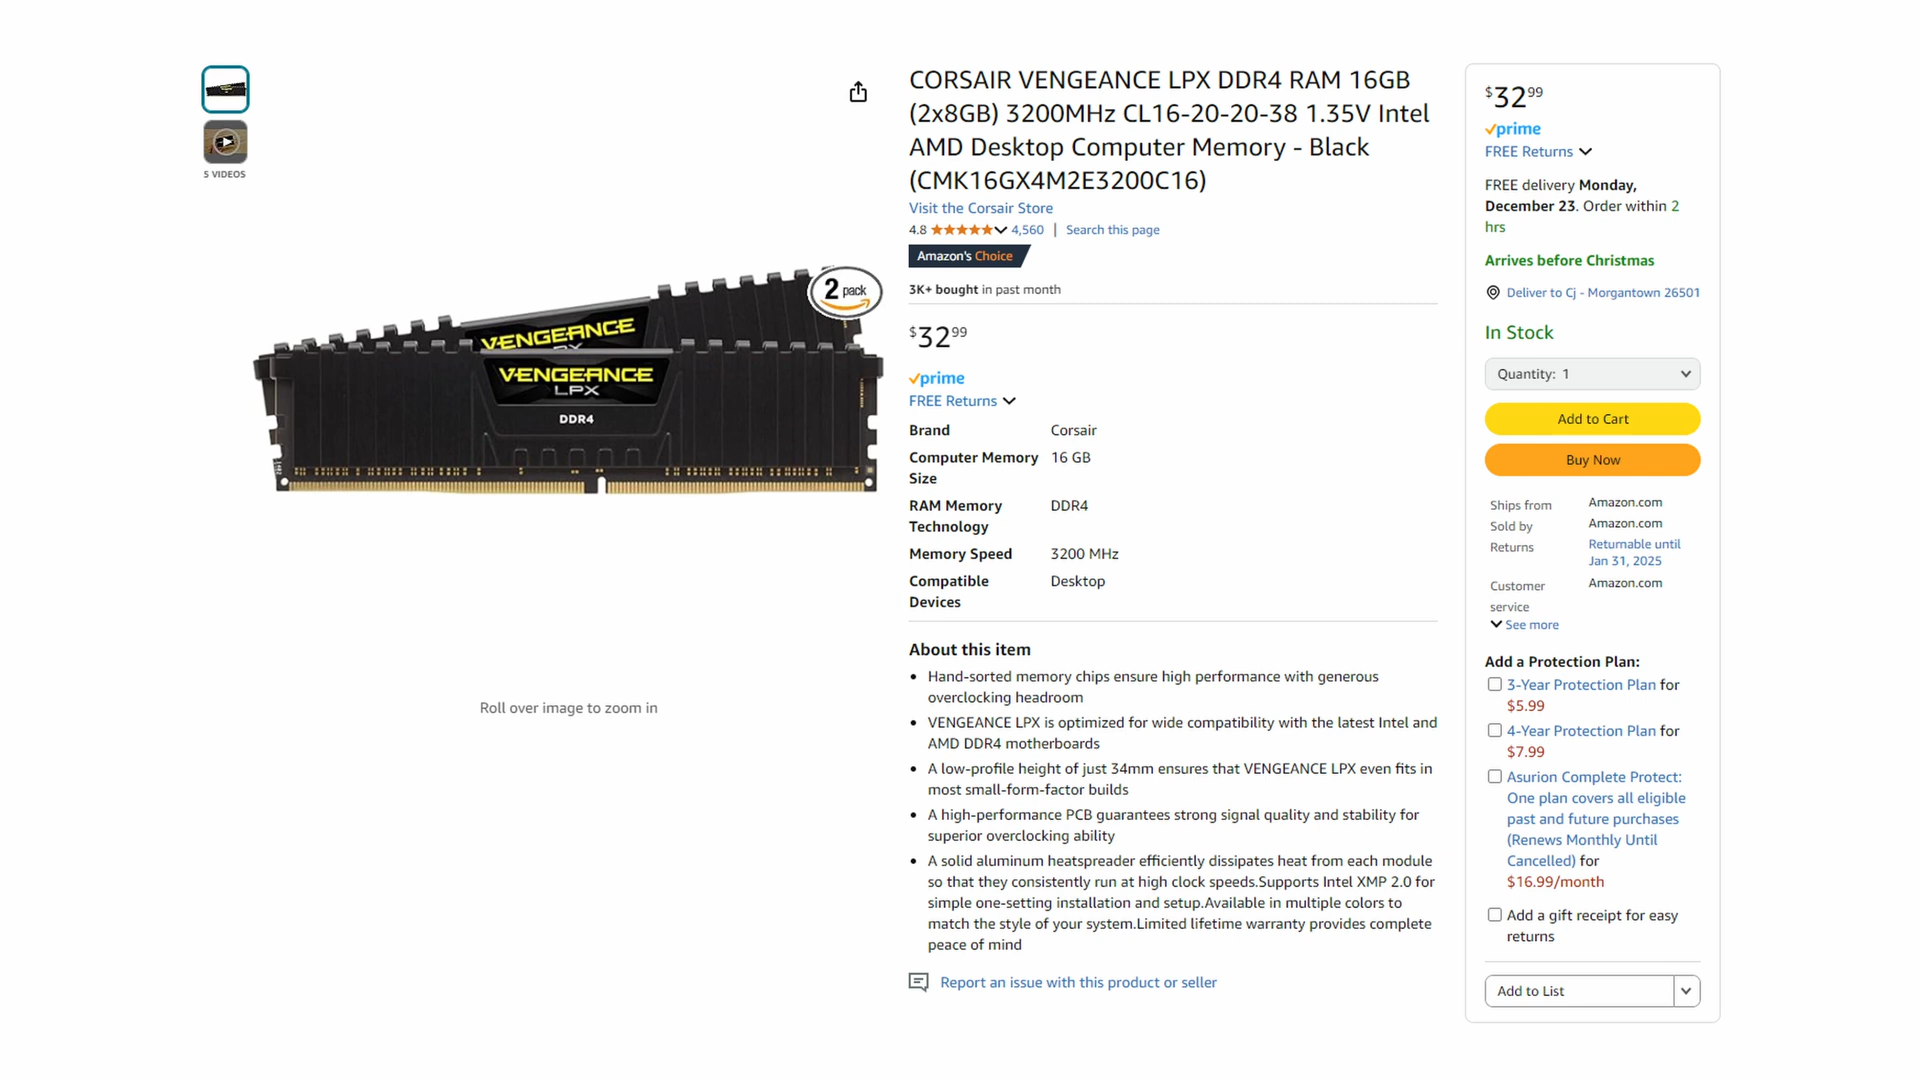 5 VIDEOS
VENGEANCE
VENGEANCE
LPX
DDR4
2 pack
Roll over image to zoom in
CORSAIR VENGEANCE LPX DDR4 RAM 16GB
(2x8GB) 3200MHz CL16-20-20-38 1.35V Intel
AMD Desktop Computer Memory - Black
(CMK16GX4M2E3200C16)
Visit the Corsair Store
4.8 4,560 | Search this page
Amazon's Choice
3K+ bought in past month
$32 99
prime
FREE Returns
Brand Corsair
Computer Memory 16 GB
Size
RAM Memory DDR4
Technology
Memory Speed 3200 MHz
Compatible Desktop
Devices
About this item
• Hand-sorted memory chips ensure high performance with generous
overclocking headroom
• VENGEANCE LPX is optimized for wide compatibility with the latest Intel and
AMD DDR4 motherboards
• A low-profile height of just 34mm ensures that VENGEANCE LPX even fits in
most small-form-factor builds
• A high-performance PCB guarantees strong signal quality and stability for
superior overclocking ability
• A solid aluminum heatspreader efficiently dissipates heat from each module
so that they consistently run at high clock speeds.Supports Intel XMP 2.0 for
simple one-setting installation and setup.Available in multiple colors to
match the style of your system.Limited lifetime warranty provides complete
peace of mind
Report an issue with this product or seller
$32 99
prime
FREE Returns
FREE delivery Monday,
December 23. Order within 2
hrs
Arrives before Christmas
Deliver to Cj - Morgantown 26501
In Stock
Quantity: 1
Add to Cart
Buy Now
Ships from Amazon.com
Sold by Amazon.com
Returns Returnable until
Jan 31, 2025
Customer Amazon.com
service
See more
Add a Protection Plan:
3-Year Protection Plan for
$5.99
4-Year Protection Plan for
$7.99
Asurion Complete Protect:
One plan covers all eligible
past and future purchases
(Renews Monthly Until
Cancelled) for
$16.99/month
Add a gift receipt for easy
returns
Add to List